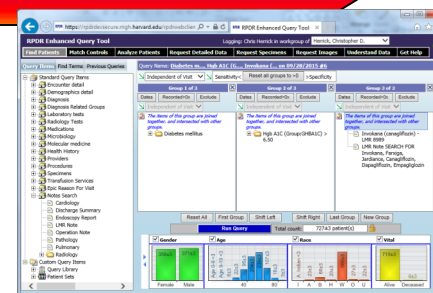 https://rpdrdev.secure.mgh.harvard.edu/rpdrwebclien
RPDR Enhanced Query ...
RPDR Enhanced Query Tool
Logging: Chris Herrick in workgroup of Herrick, Christopher D.
Find Patients
Match Controls
Analyze Patients
Request Detailed Data
Request Specimens
Request Images
Understand Data
Get Help
Query Items
Find Terms
Previous Queries
Query Name: Diabetes m..., Hgb A1C (G..., Invokana (... on 09/28/2015 #6
Independent of Visit
Sensitivity<
Reset all groups to >0
>Specificity
Standard Query Items
Encounter detail
Demographics detail
Diagnosis
Diagnosis Related Groups
Laboratory tests
Radiology Tests
Medications
Microbiology
Molecular medicine
Health History
Providers
Procedures
Specimens
Transfusion Services
Epic Reason For Visit
Notes Search
Cardiology
Discharge Summary
Endoscopy Report
LMR Note
Operation Note
Pathology
Pulmonary
Radiology
Custom Query Items
Query Library
Patient Sets
Group 1 of 3
Dates
Recorded>0x
Exclude
Independent of Visit
The items of this group are joined together, and intersected with other groups.
Diabetes mellitus
Group 2 of 3
Dates
Recorded>0x
Exclude
Independent of Visit
The items of this group are joined together, and intersected with other groups.
Hgb A1C (Group:GHBA1C) > 6.50
Group 3 of 3
Dates
Recorded>0x
Exclude
Independent of Visit
The items of this group are joined together, and intersected with other groups.
Invokana (canagliflozin) - LMR 8989
LMR Note SEARCH FOR Invokana, Farxiga, Jardiance, Canagliflozin, Dapagliflozin, Empagliglozin
Reset All
First Group
Shift Left
Shift Right
Last Group
New Group
Run Query
Total count:
727±3 patient(s)
Gender
Age
Race
Vital
Female
Male
40
80
I
A
B
H
W
O
U
Alive
Deceased